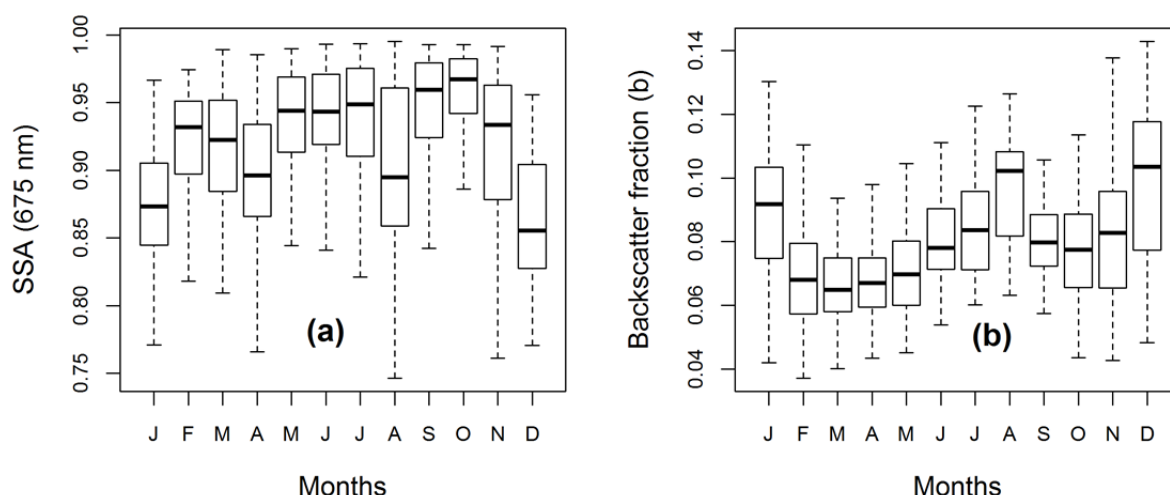 SSA (675 nm)
1.00
0.95
0.90
0.85
0.80
0.75
(a)
J F M A M J J A S O N D
Months
Backscatter fraction (b)
0.14
0.12
0.10
0.08
0.06
0.04
(b)
J F M A M J J A S O N D
Months